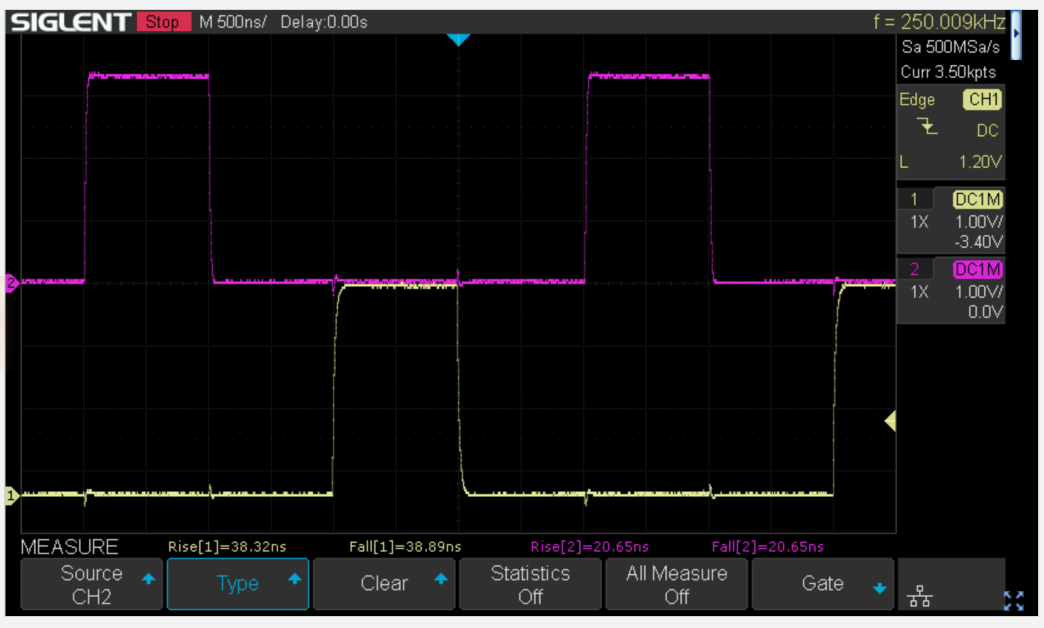 SIGLENT Stop M 500ns/ Delay:0.00s f = 250.009kHz
Sa 500MSa/s
Curr 3.50kpts
Edge CH1
DC
L 1.20V
1 DC1M
1X 1.00V/
-3.40V
2 DC1M
1X 1.00V/
0.0V
2
1
MEASURE Rise[1]=38.32ns Fall[1]=38.89ns Rise[2]=20.65ns Fall[2]=20.65ns
Source
CH2
Type
Clear
Statistics
Off
All Measure
Off
Gate